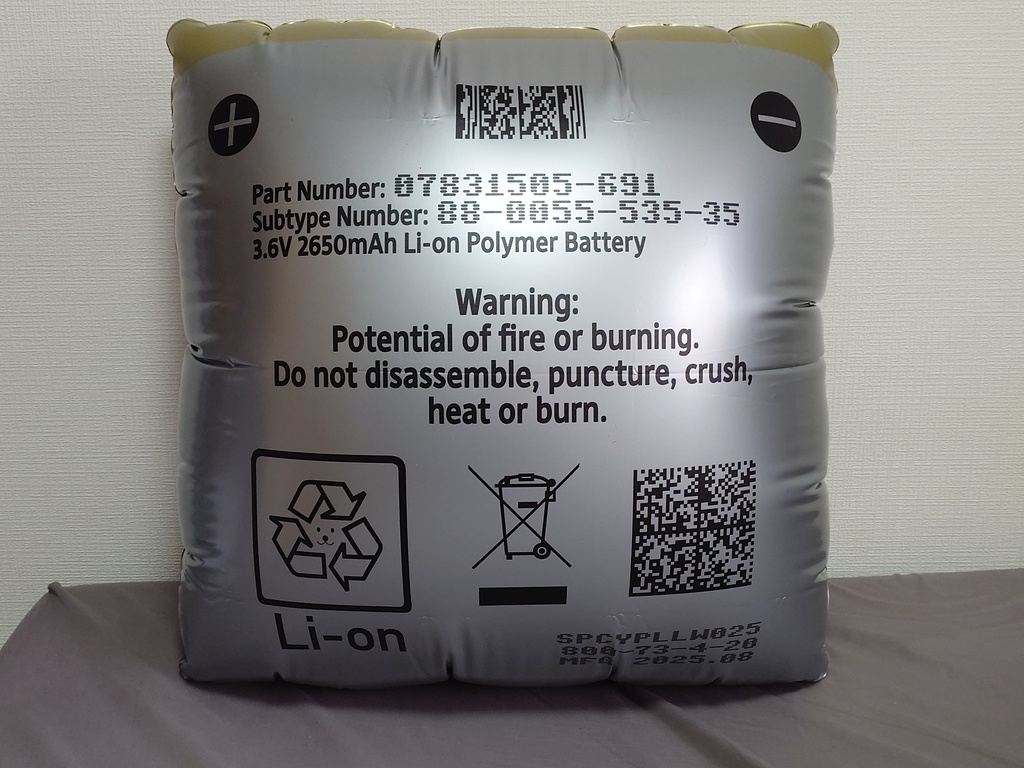 Part Number: 07831505-691
Subtype Number: 88-0055-535-35
3.6V 2650mAh Li-on Polymer Battery
Warning:
Potential of fire or burning.
Do not disassemble, puncture, crush,
heat or burn.
Li-on
SPCYPLLW025
800-73-4-20
MFG 2025.08